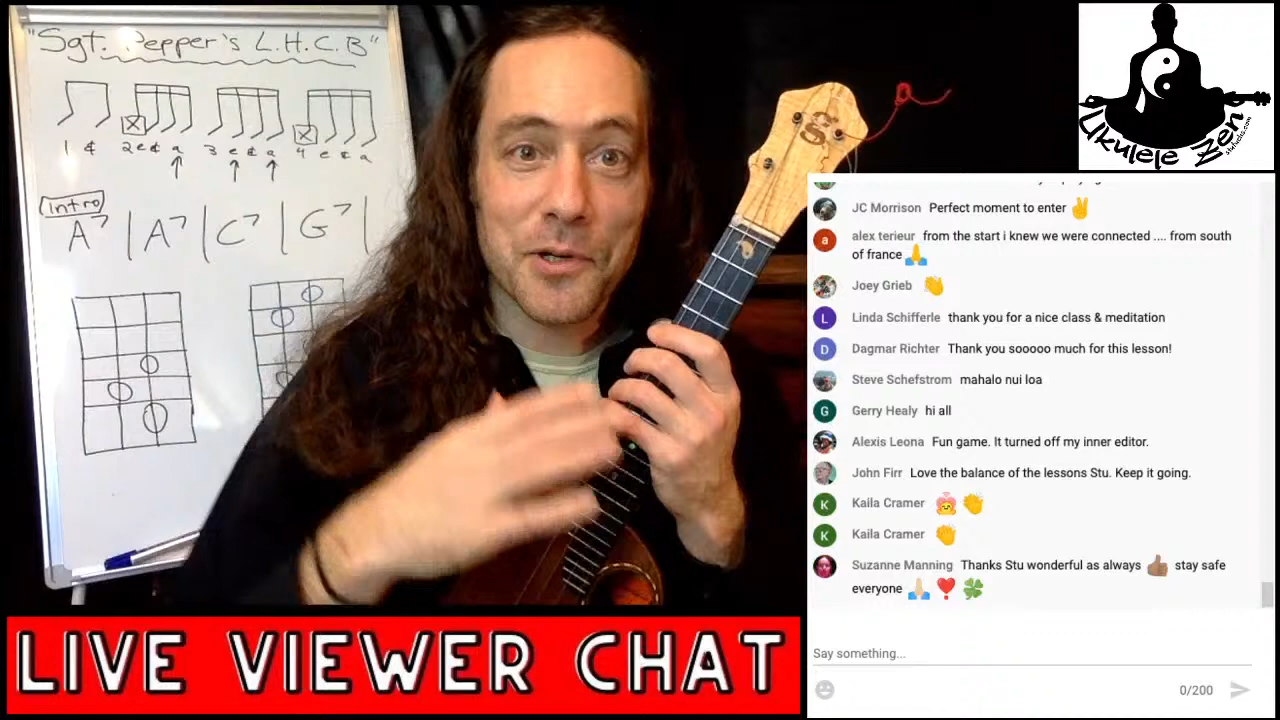 "Sgt. Pepper's L.H.C.B"
1 & 2 e & a 3 e & a 4 e & a
Intro
A7 | A7 | C7 | G7 |
S
Ukulele Zen
JC Morrison Perfect moment to enter ✌
a
alex terieur from the start i knew we were connected .... from south
of france 🙏
Joey Grieb 👏
L
Linda Schifferle thank you for a nice class & meditation
D
Dagmar Richter Thank you sooooo much for this lesson!
Steve Schefstrom mahalo nui loa
G
Gerry Healy hi all
Alexis Leona Fun game. It turned off my inner editor.
John Firr Love the balance of the lessons Stu. Keep it going.
K
Kaila Cramer 👏
K
Kaila Cramer 👏
Suzanne Manning Thanks Stu wonderful as always 👍🏽 stay safe
everyone 🙏🏻 ❣ 🍀
Say something...
0/200
LIVE VIEWER CHAT